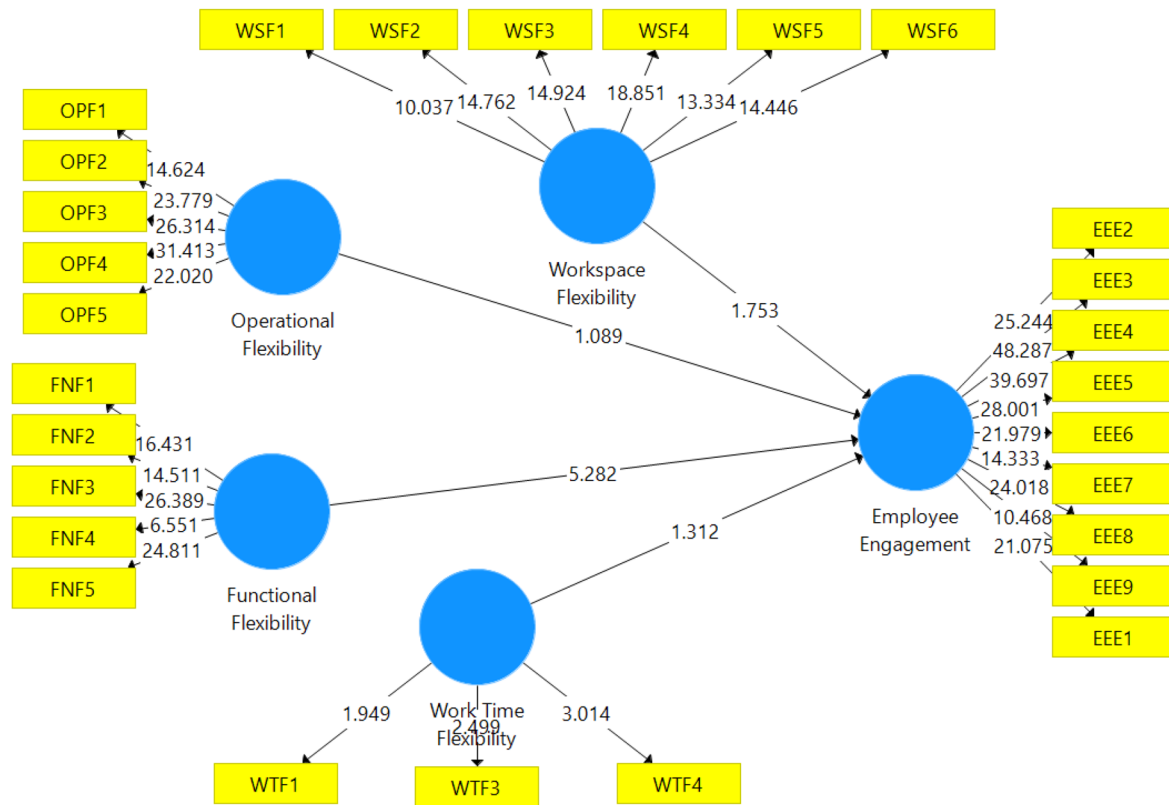 WSF1
WSF2
WSF3
WSF4
WSF5
WSF6
10.037
14.762
14.924
18.851
13.334
14.446
OPF1
OPF2
OPF3
OPF4
OPF5
14.624
23.779
26.314
31.413
22.020
Operational
Flexibility
Workspace
Flexibility
1.753
1.089
FNF1
FNF2
FNF3
FNF4
FNF5
16.431
14.511
26.389
6.551
24.811
Functional
Flexibility
5.282
1.312
Employee
Engagement
EEE2
EEE3
EEE4
EEE5
EEE6
EEE7
EEE8
EEE9
EEE1
25.244
48.287
39.697
28.001
21.979
14.333
24.018
10.468
21.075
Work Time
Flexibility
1.949
2.499
3.014
WTF1
WTF3
WTF4